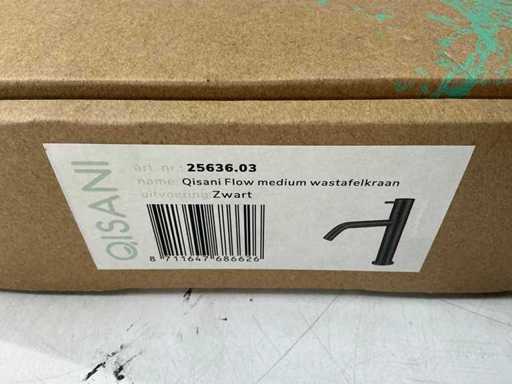 QISANI
art. nr.: 25636.03
name: Qisani Flow medium wastafelkraan
uitvoering: Zwart
8 711647 686626